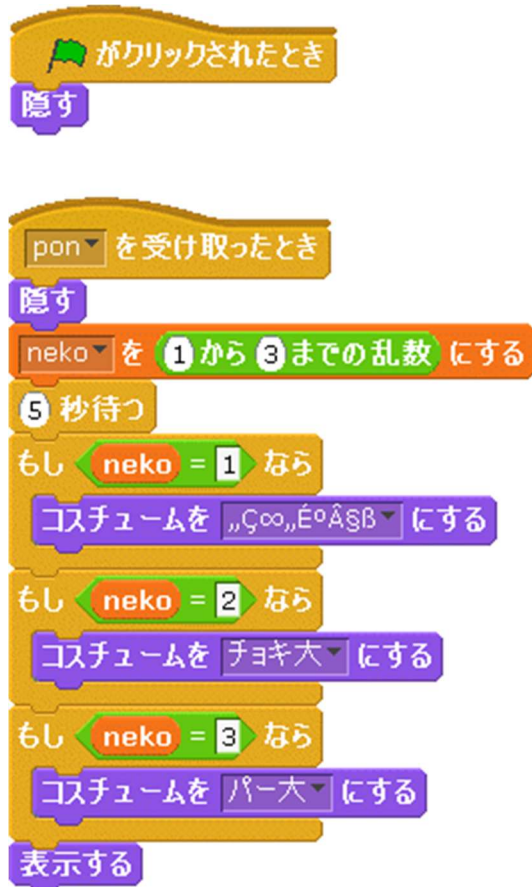 がクリックされたとき
隠す
pon を受け取ったとき
隠す
neko を 1 から 3 までの乱数 にする
5 秒待つ
もし neko = 1 なら
コスチュームを „Ç∞„ÉºÂ§ß にする
もし neko = 2 なら
コスチュームを チョキ大 にする
もし neko = 3 なら
コスチュームを パー大 にする
表示する